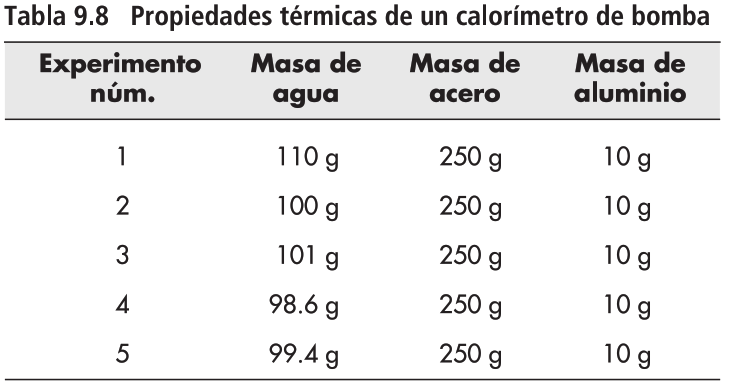 Tabla 9.8 Propiedades térmicas de un calorímetro de bomba
Experimento núm. Masa de agua Masa de acero Masa de aluminio
1 110 g 250 g 10 g
2 100 g 250 g 10 g
3 101 g 250 g 10 g
4 98.6 g 250 g 10 g
5 99.4 g 250 g 10 g